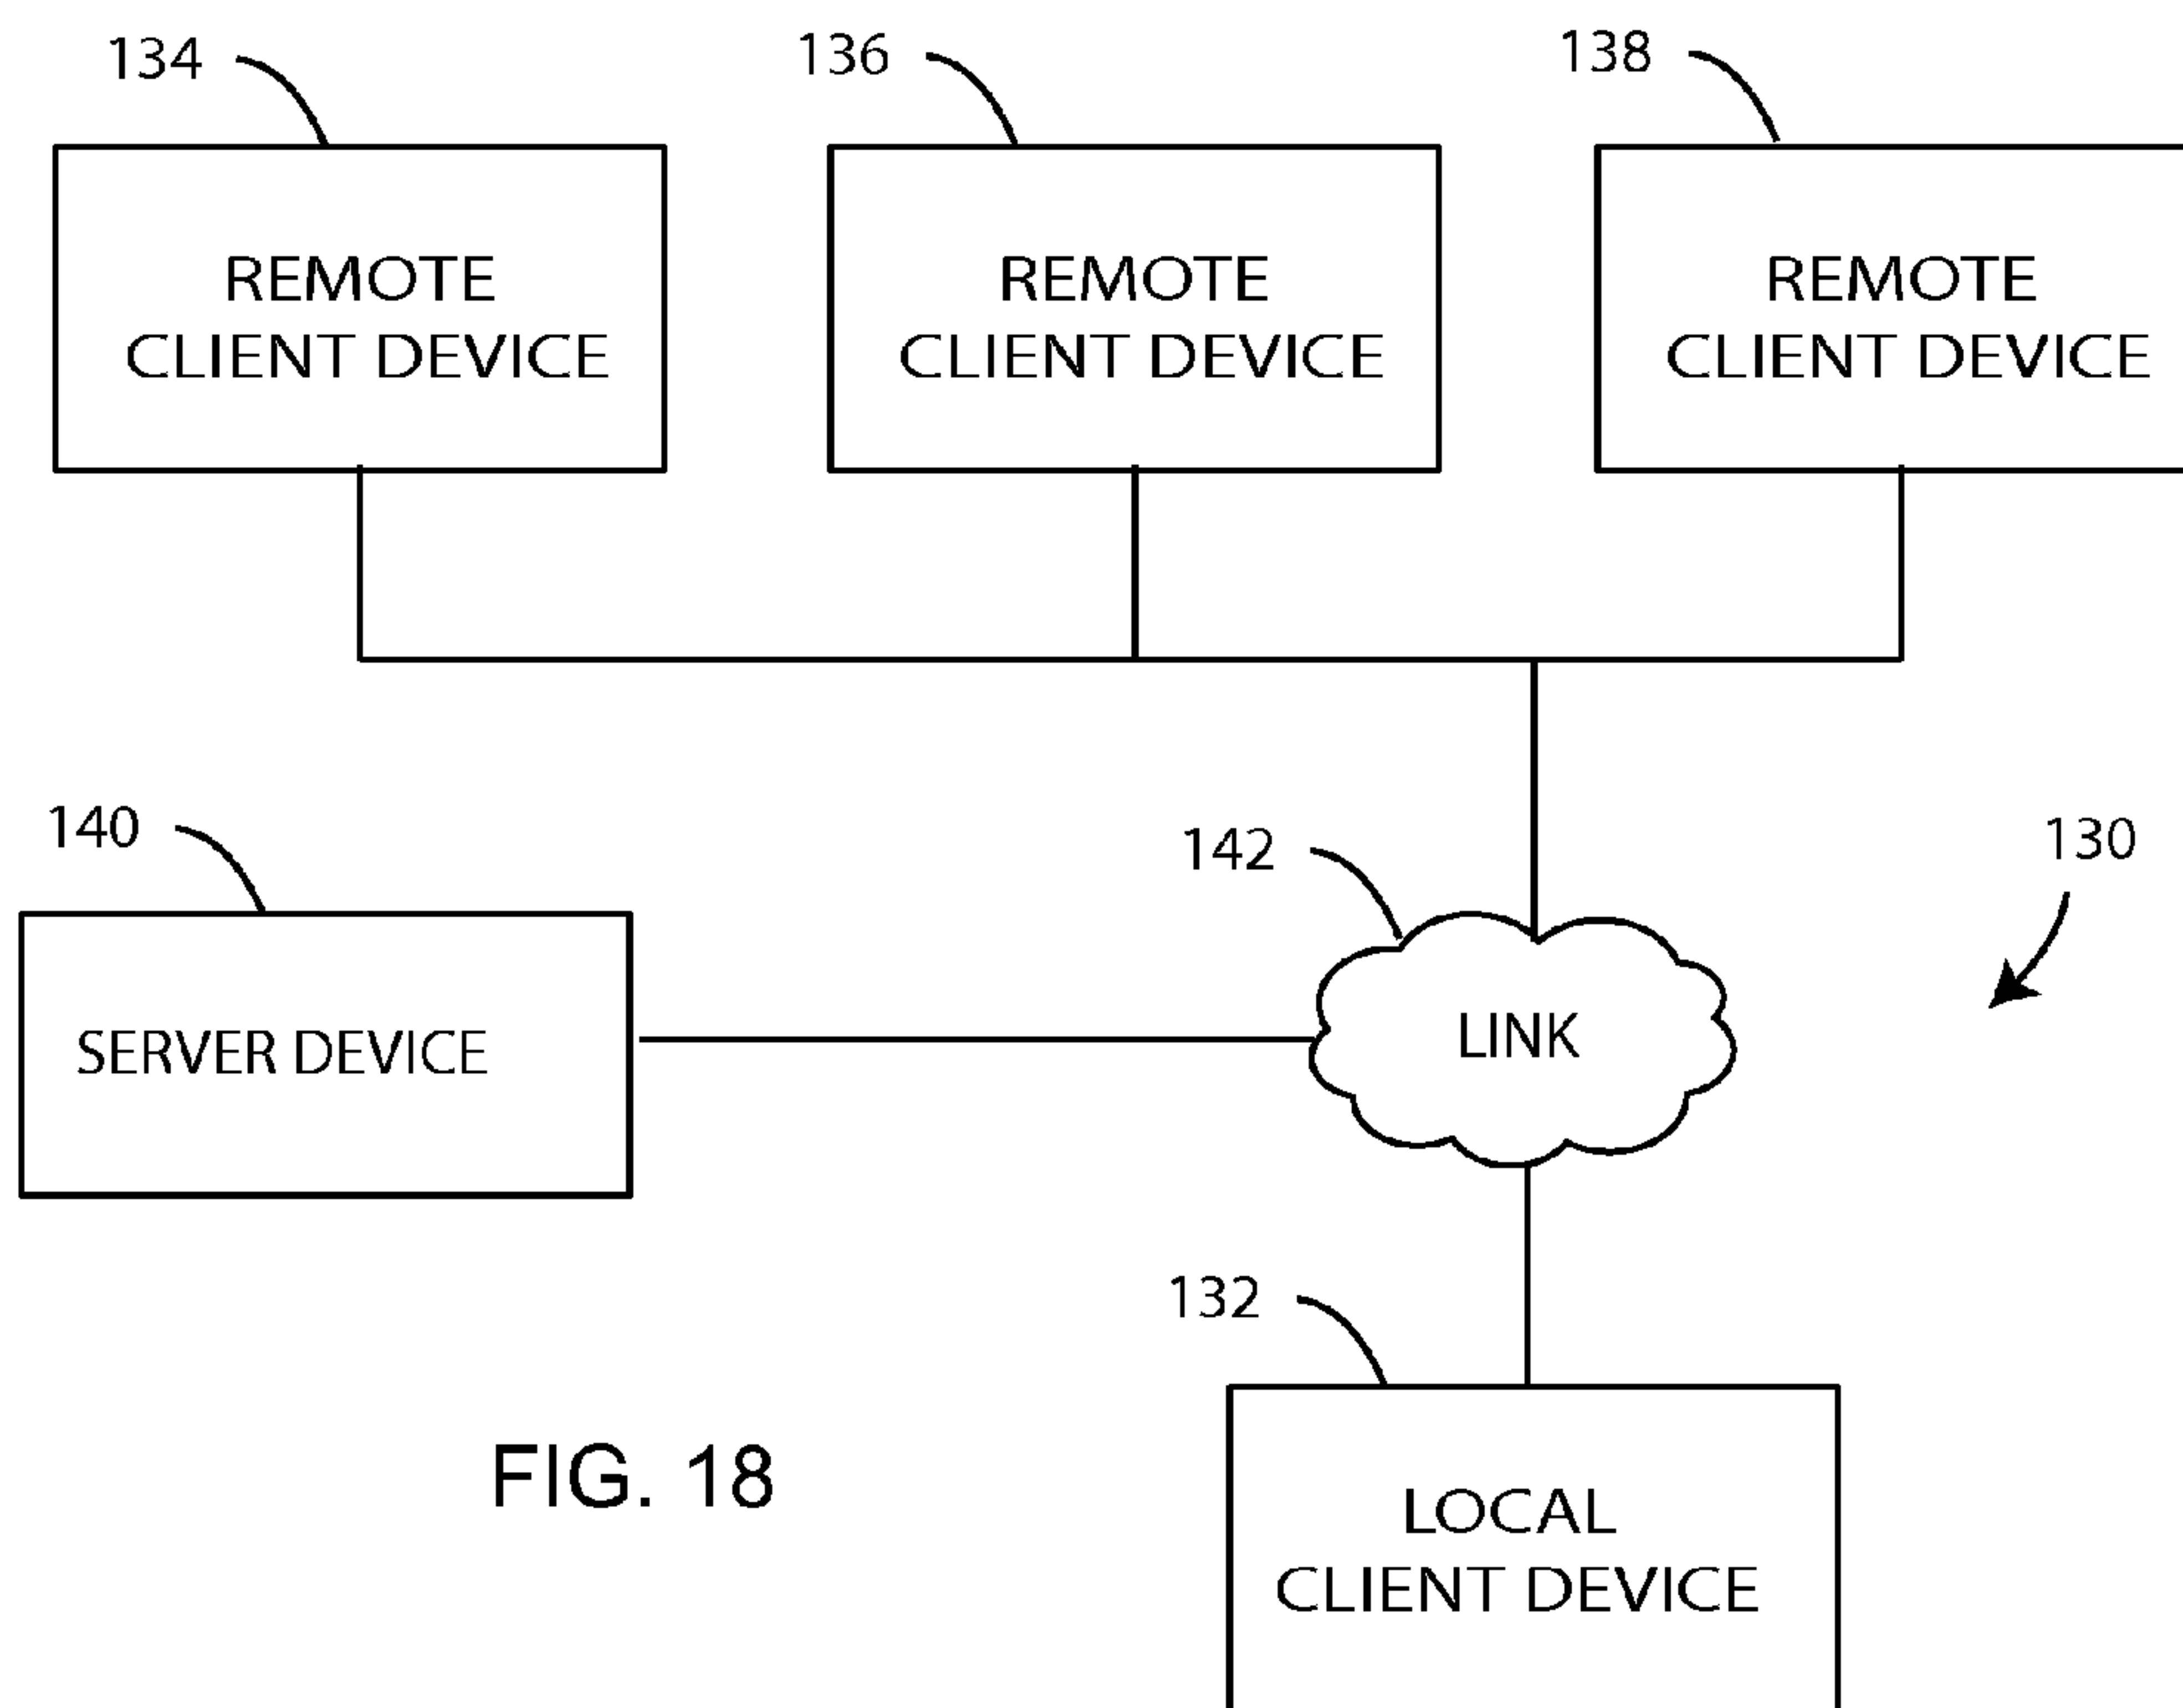 134
136
138
REMOTE
CLIENT DEVICE
REMOTE
CLIENT DEVICE
REMOTE
CLIENT DEVICE
140
142
130
SERVER DEVICE
LINK
132
FIG. 18
LOCAL
CLIENT DEVICE